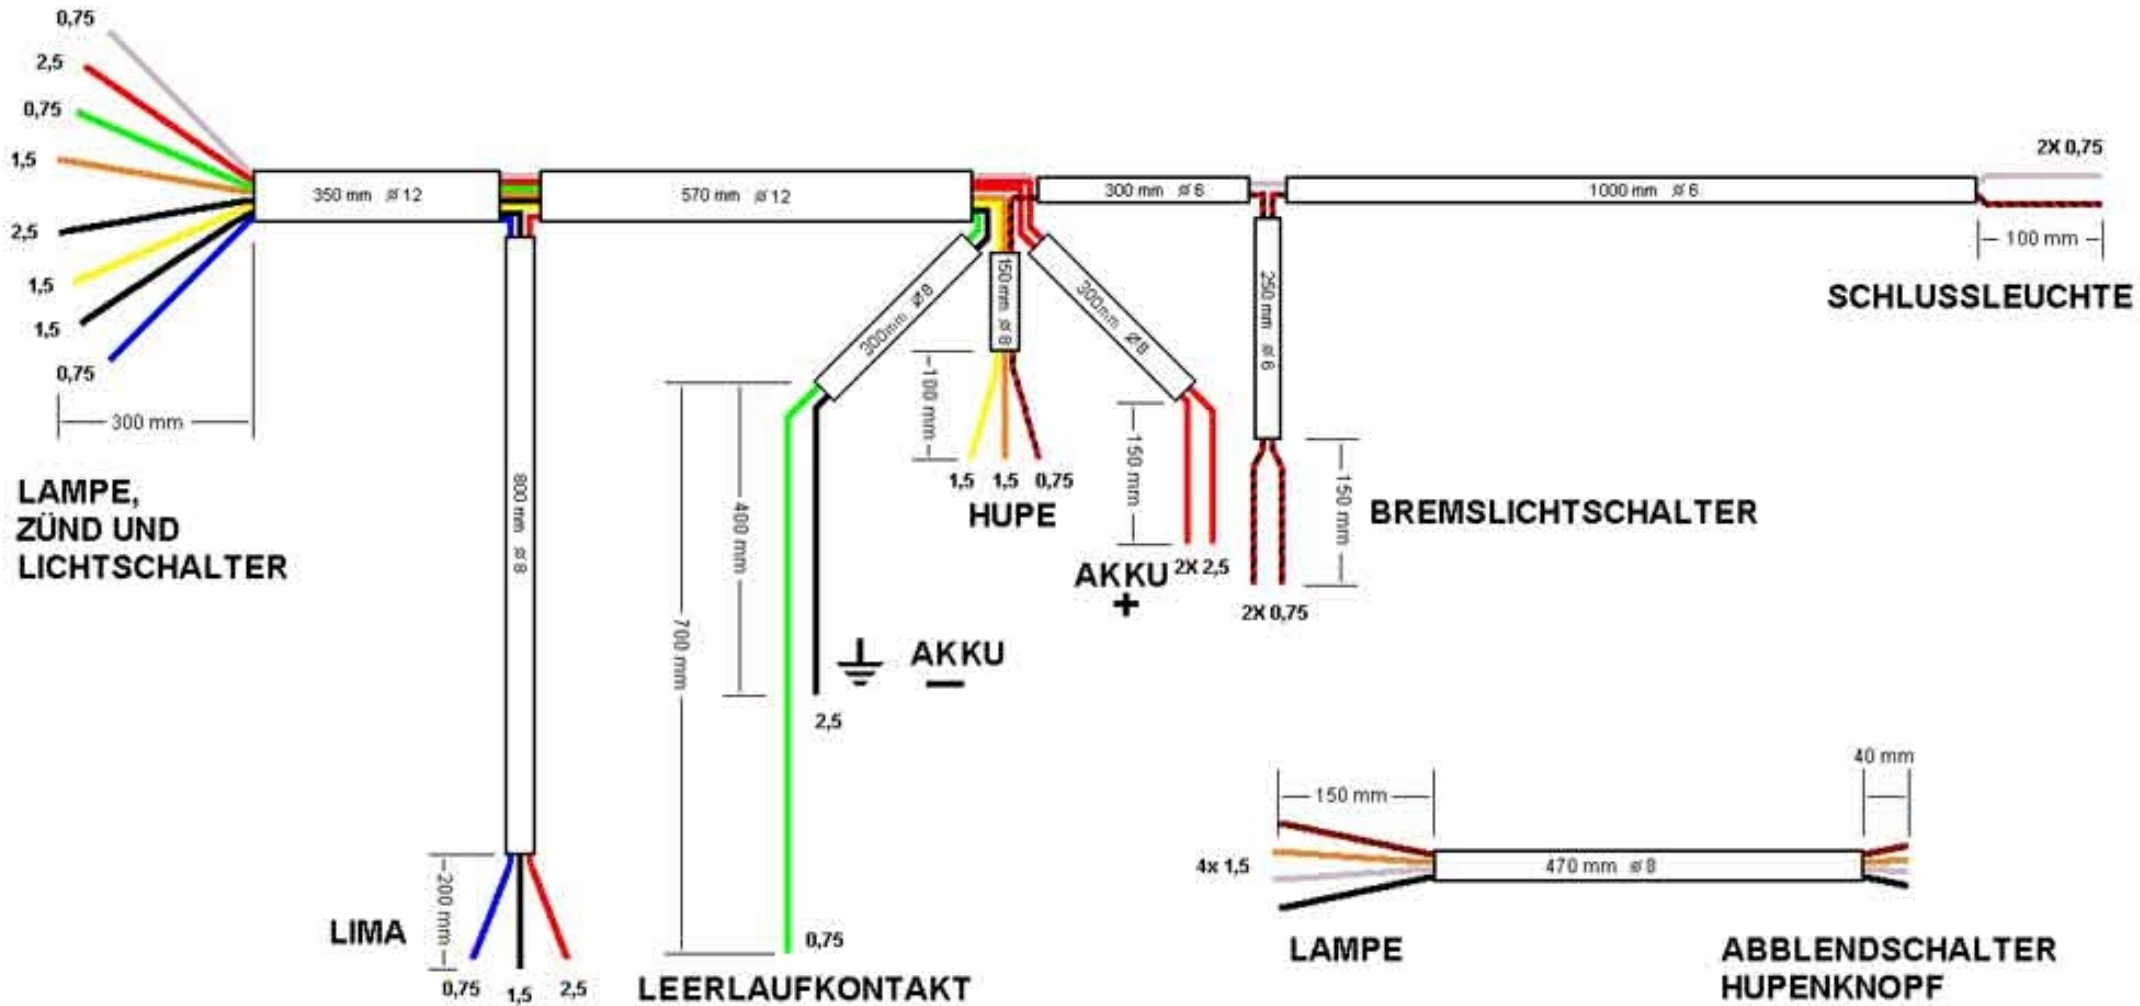 0,75
2,5
0,75
1,5
2,5
1,5
1,5
0,75
300 mm
LAMPE,
ZÜND UND
LICHTSCHALTER
350 mm ø 12
570 mm ø 12
300 mm ø 6
1000 mm ø 6
2X 0,75
100 mm
SCHLUSSLEUCHTE
800 mm ø 8
200 mm
LIMA
0,75
1,5
2,5
300mm ø 8
400 mm
700 mm
2,5
AKKU
−
0,75
LEERLAUFKONTAKT
150 mm ø 8
100 mm
1,5
1,5
0,75
HUPE
300mm ø 8
150 mm
2X 2,5
AKKU
+
250 mm ø 6
150 mm
2X 0,75
BREMSLICHTSCHALTER
150 mm
40 mm
4x 1,5
470 mm ø 8
LAMPE
ABBLENDSCHALTER
HUPENKNOPF